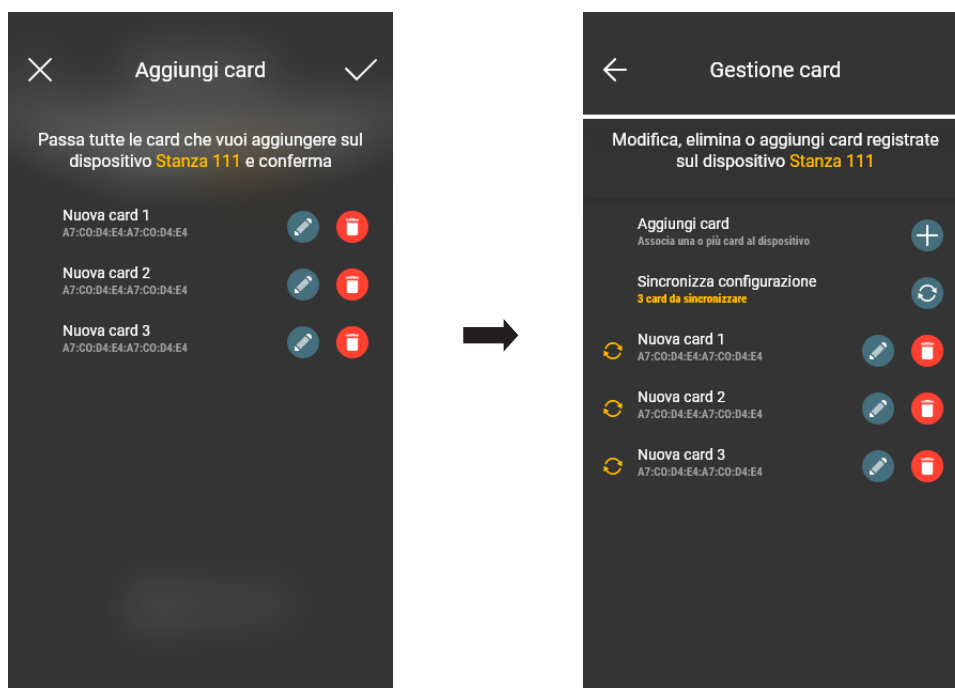 Aggiungi card
Passa tutte le card che vuoi aggiungere sul
dispositivo Stanza 111 e conferma
Nuova card 1
A7:C0:D4:E4:A7:C0:D4:E4
Nuova card 2
A7:C0:D4:E4:A7:C0:D4:E4
Nuova card 3
A7:C0:D4:E4:A7:C0:D4:E4
Gestione card
Modifica, elimina o aggiungi card registrate
sul dispositivo Stanza 111
Aggiungi card
Associa una o più card al dispositivo
Sincronizza configurazione
3 card da sincronizzare
Nuova card 1
A7:C0:D4:E4:A7:C0:D4:E4
Nuova card 2
A7:C0:D4:E4:A7:C0:D4:E4
Nuova card 3
A7:C0:D4:E4:A7:C0:D4:E4